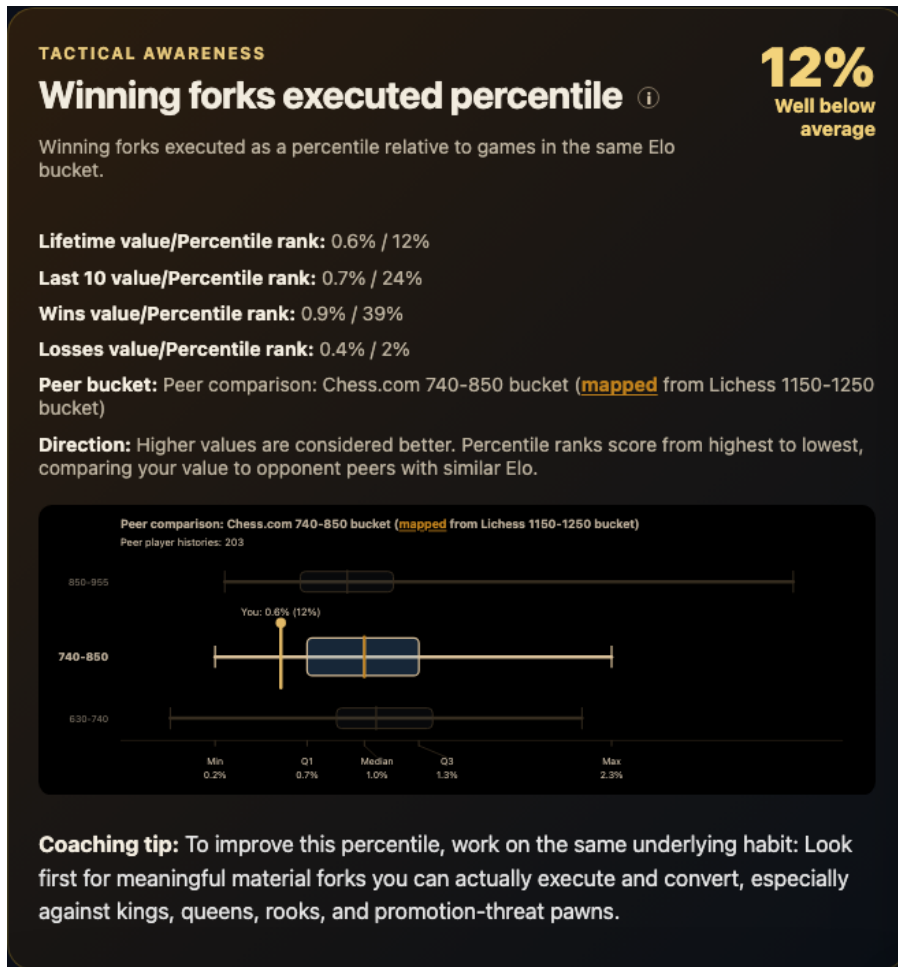 TACTICAL AWARENESS
Winning forks executed percentile
12%
Well below
average
Winning forks executed as a percentile relative to games in the same Elo
bucket.
Lifetime value/Percentile rank: 0.6% / 12%
Last 10 value/Percentile rank: 0.7% / 24%
Wins value/Percentile rank: 0.9% / 39%
Losses value/Percentile rank: 0.4% / 2%
Peer bucket: Peer comparison: Chess.com 740-850 bucket (mapped from Lichess 1150-1250
bucket)
Direction: Higher values are considered better. Percentile ranks score from highest to lowest,
comparing your value to opponent peers with similar Elo.
Peer comparison: Chess.com 740-850 bucket (mapped from Lichess 1150-1250 bucket)
Peer player histories: 203
850-955
You: 0.6% (12%)
740-850
630-740
Min Q1 Median Q3 Max
0.2% 0.7% 1.0% 1.3% 2.3%
Coaching tip: To improve this percentile, work on the same underlying habit: Look
first for meaningful material forks you can actually execute and convert, especially
against kings, queens, rooks, and promotion-threat pawns.